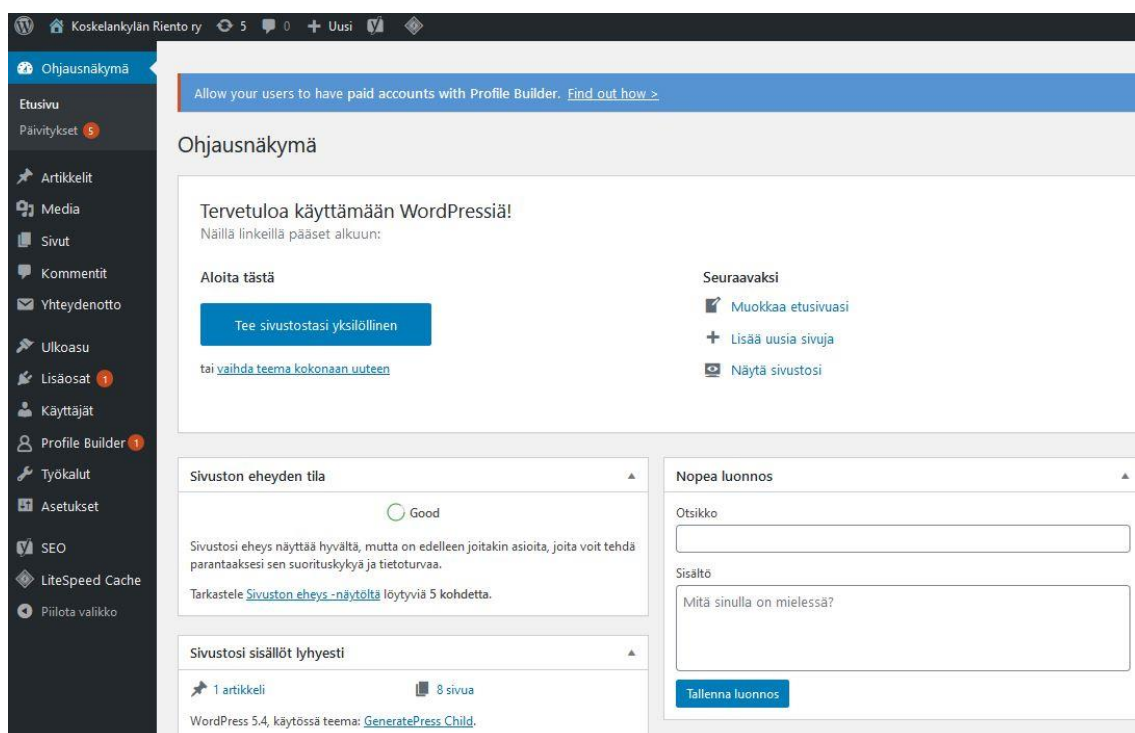 Koskelankylän Riento ry 5 0 + Uusi
Ohjausnäkymä
Etusivu
Päivitykset 5
Artikkelit
Media
Sivut
Kommentit
Yhteydenotto
Ulkoasu
Lisäosat 1
Käyttäjät
Profile Builder 1
Työkalut
Asetukset
SEO
LiteSpeed Cache
Piilota valikko
Allow your users to have paid accounts with Profile Builder. Find out how >
Ohjausnäkymä
Tervetuloa käyttämään WordPressiä!
Näillä linkeillä pääset alkuun:
Aloita tästä
Tee sivustostasi yksilöllinen
tai vaihda teema kokonaan uuteen
Seuraavaksi
Muokkaa etusivuasi
Lisää uusia sivuja
Näytä sivustosi
Sivuston eheyden tila
Good
Sivustosi eheys näyttää hyvältä, mutta on edelleen joitakin asioita, joita voit tehdä
parantaaksesi sen suorituskykyä ja tietoturvaa.
Tarkastele Sivuston eheys -näytöltä löytyviä 5 kohdetta.
Sivustosi sisällöt lyhyesti
1 artikkeli 8 sivua
WordPress 5.4, käytössä teema: GeneratePress Child.
Nopea luonnos
Otsikko
Sisältö
Mitä sinulla on mielessä?
Tallenna luonnos